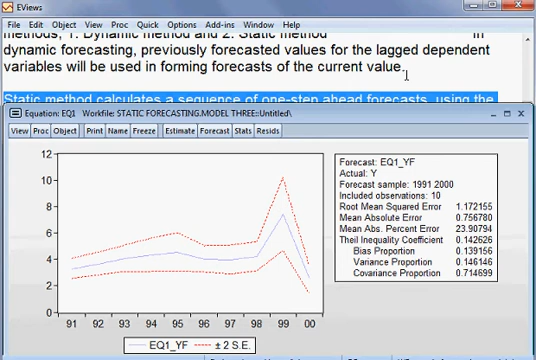 EViews
File Edit Object View Proc Quick Options Add-ins Window Help
methods, 1. Dynamic method and 2. Static method In
dynamic forecasting, previously forecasted values for the lagged dependent
variables will be used in forming forecasts of the current value.
Static method calculates a sequence of one-step ahead forecasts, using the
Equation: EQ1 Workfile: STATIC FORECASTING.MODEL THREE::Untitled\
View Proc Object Print Name Freeze Estimate Forecast Stats Resids
12
10
8
6
4
2
0
91 92 93 94 95 96 97 98 99 00
EQ1_YF ± 2 S.E.
Forecast: EQ1_YF
Actual: Y
Forecast sample: 1991 2000
Included observations: 10
Root Mean Squared Error 1.172155
Mean Absolute Error 0.756780
Mean Abs. Percent Error 23.90794
Theil Inequality Coefficient 0.142626
Bias Proportion 0.139156
Variance Proportion 0.146146
Covariance Proportion 0.714699